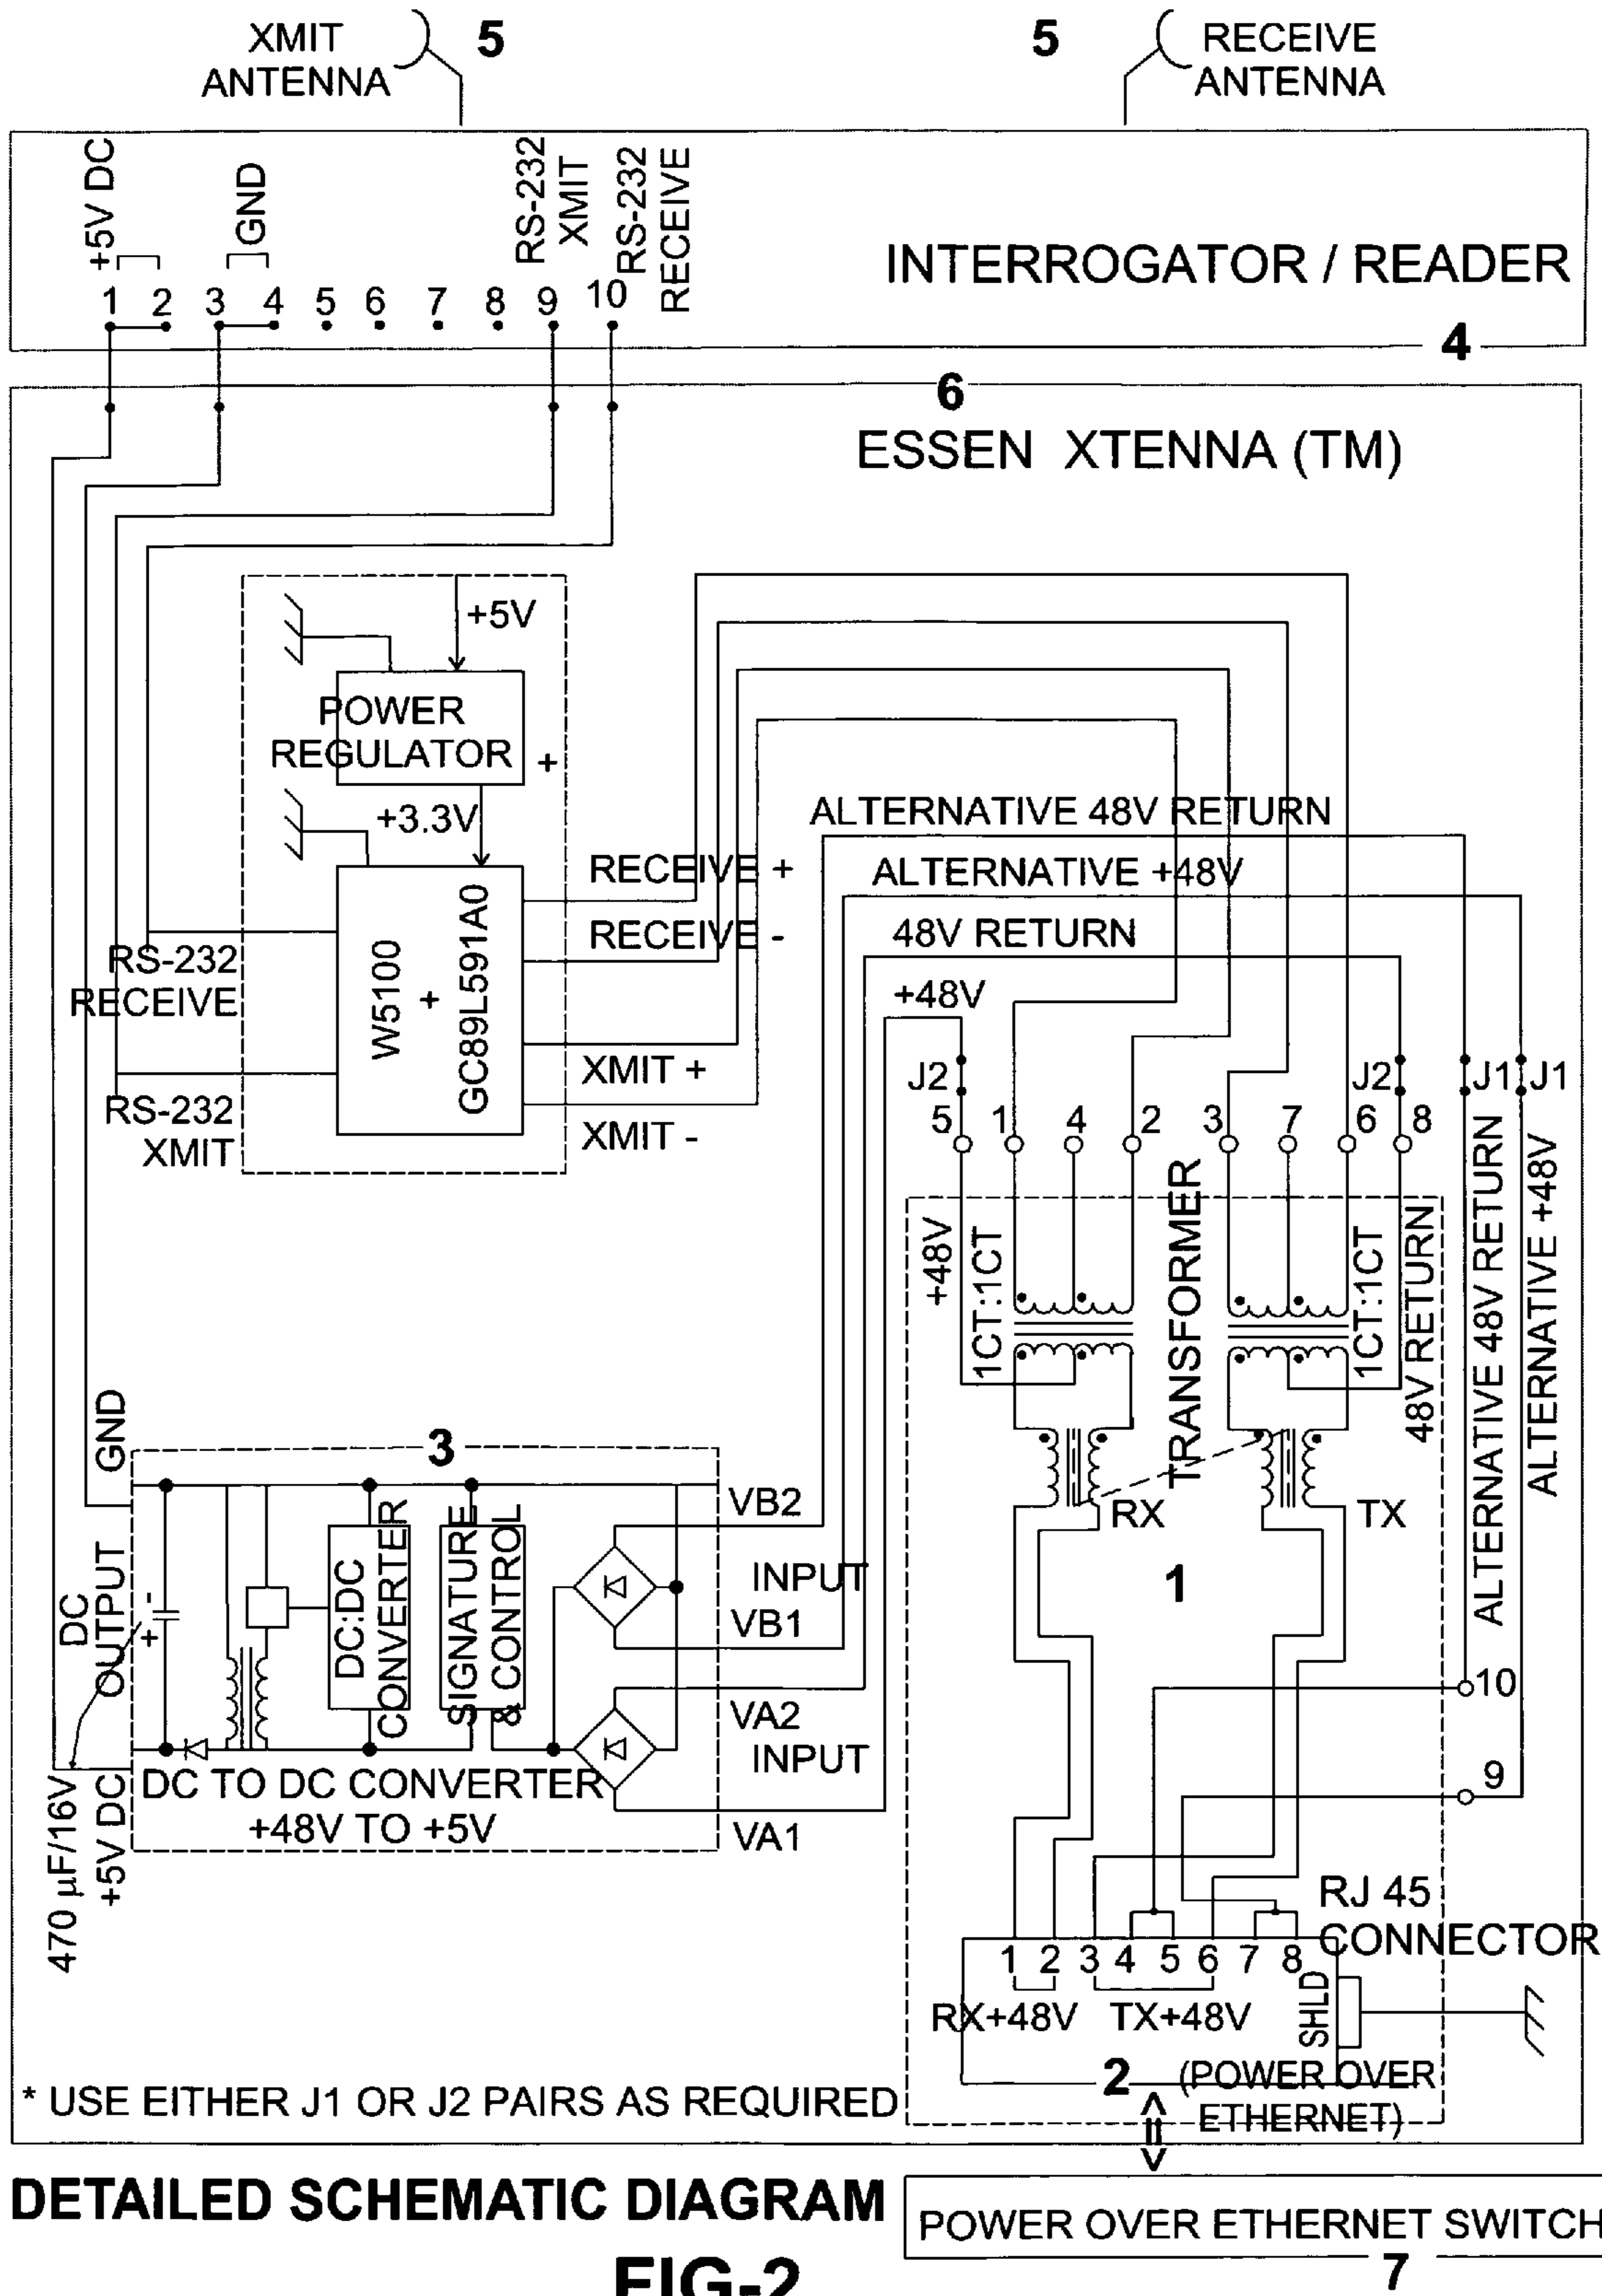 XMIT
ANTENNA
5
5
RECEIVE
ANTENNA
+5V DC
GND
RS-232
XMIT
RS-232
RECEIVE
1 2 3 4 5 6 7 8 9 10
INTERROGATOR / READER
4
6
ESSEN XTENNA (TM)
+5V
POWER
REGULATOR
+
+3.3V
W5100
+
GC89L591A0
RS-232
RECEIVE
RS-232
XMIT
RECEIVE +
RECEIVE -
XMIT +
XMIT -
ALTERNATIVE 48V RETURN
ALTERNATIVE +48V
48V RETURN
+48V
J2
J2
J1
J1
5 1 4 2 3 7 6 8
+48V
1CT:1CT
TRANSFORMER
1CT:1CT
48V RETURN
ALTERNATIVE 48V RETURN
ALTERNATIVE +48V
RX
TX
1
10
9
GND
3
DC
OUTPUT
-
+
DC:DC
CONVERTER
SIGNATURE
& CONTROL
VB2
INPUT
VB1
VA2
INPUT
VA1
DC TO DC CONVERTER
+48V TO +5V
470 µF/16V
+5V DC
RJ 45
CONNECTOR
1 2 3 4 5 6 7 8
RX+48V
TX+48V
SHLD
2
(POWER OVER
ETHERNET)
* USE EITHER J1 OR J2 PAIRS AS REQUIRED
DETAILED SCHEMATIC DIAGRAM
POWER OVER ETHERNET SWITCH
7
FIG-2